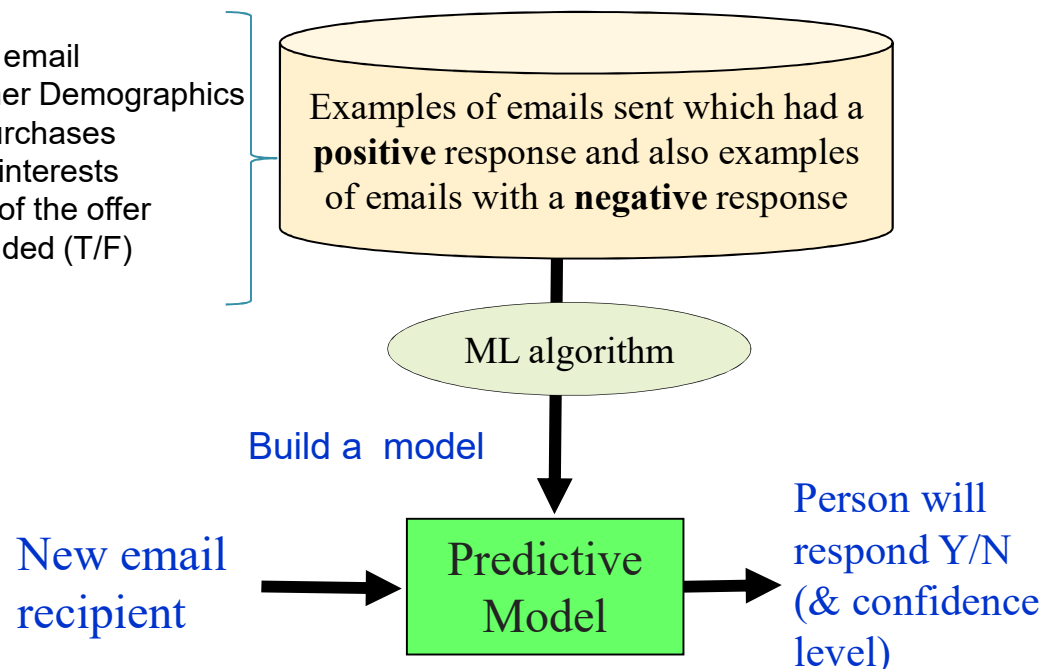 email
er Demographics
urchases
interests
of the offer
ded (T/F)
Examples of emails sent which had a
positive response and also examples
of emails with a negative response
ML algorithm
Build a model
New email
recipient
Predictive
Model
Person will
respond Y/N
(& confidence
level)